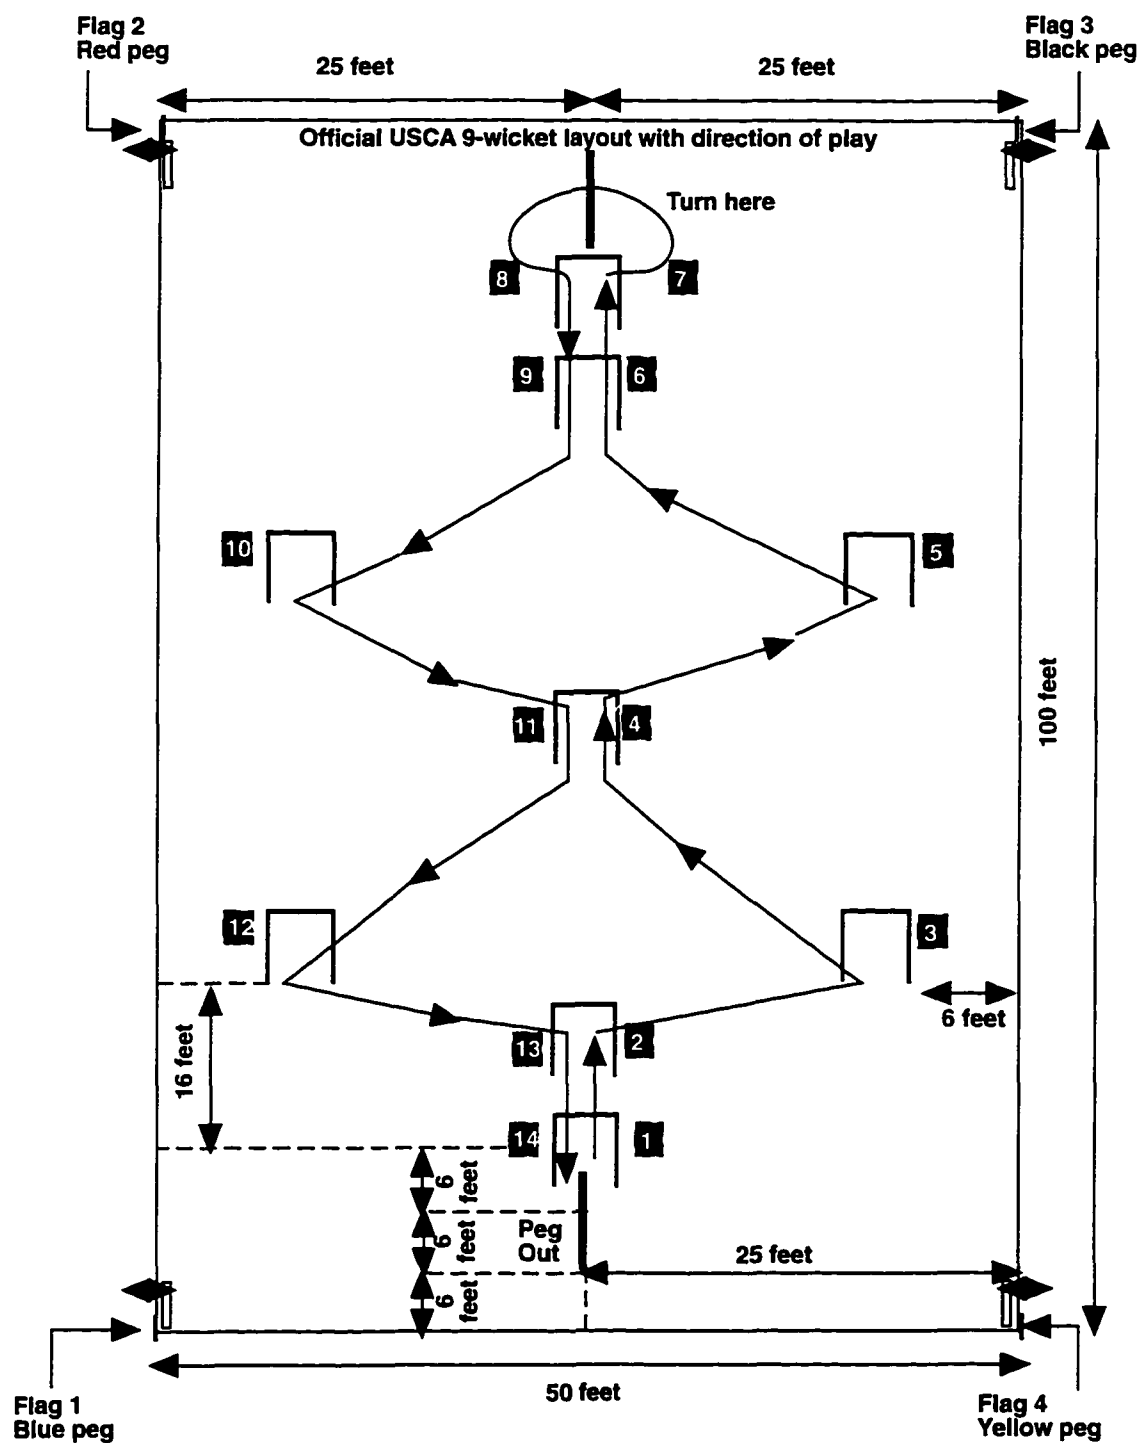 Flag 2
Red peg
Flag 3
Black peg
25 feet
25 feet
Official USCA 9-wicket layout with direction of play
Turn here
8
7
9
6
10
5
11
4
100 feet
12
3
6 feet
13
2
16 feet
14
1
6
feet
6
feet
Peg
Out
25 feet
6
feet
50 feet
Flag 1
Blue peg
Flag 4
Yellow peg